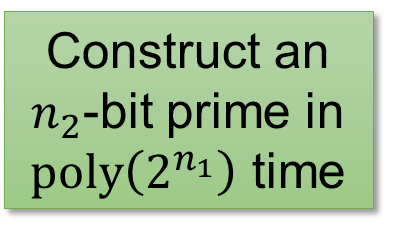 Construct an
n₂-bit prime in
poly(2^{n₁}) time